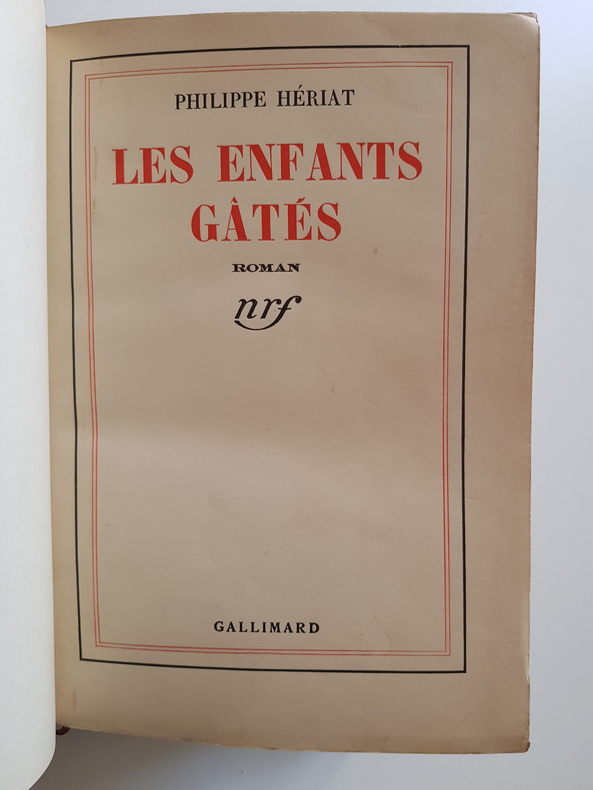 PHILIPPE HÉRIAT
LES ENFANTS
GÂTÉS
ROMAN
nrf
GALLIMARD